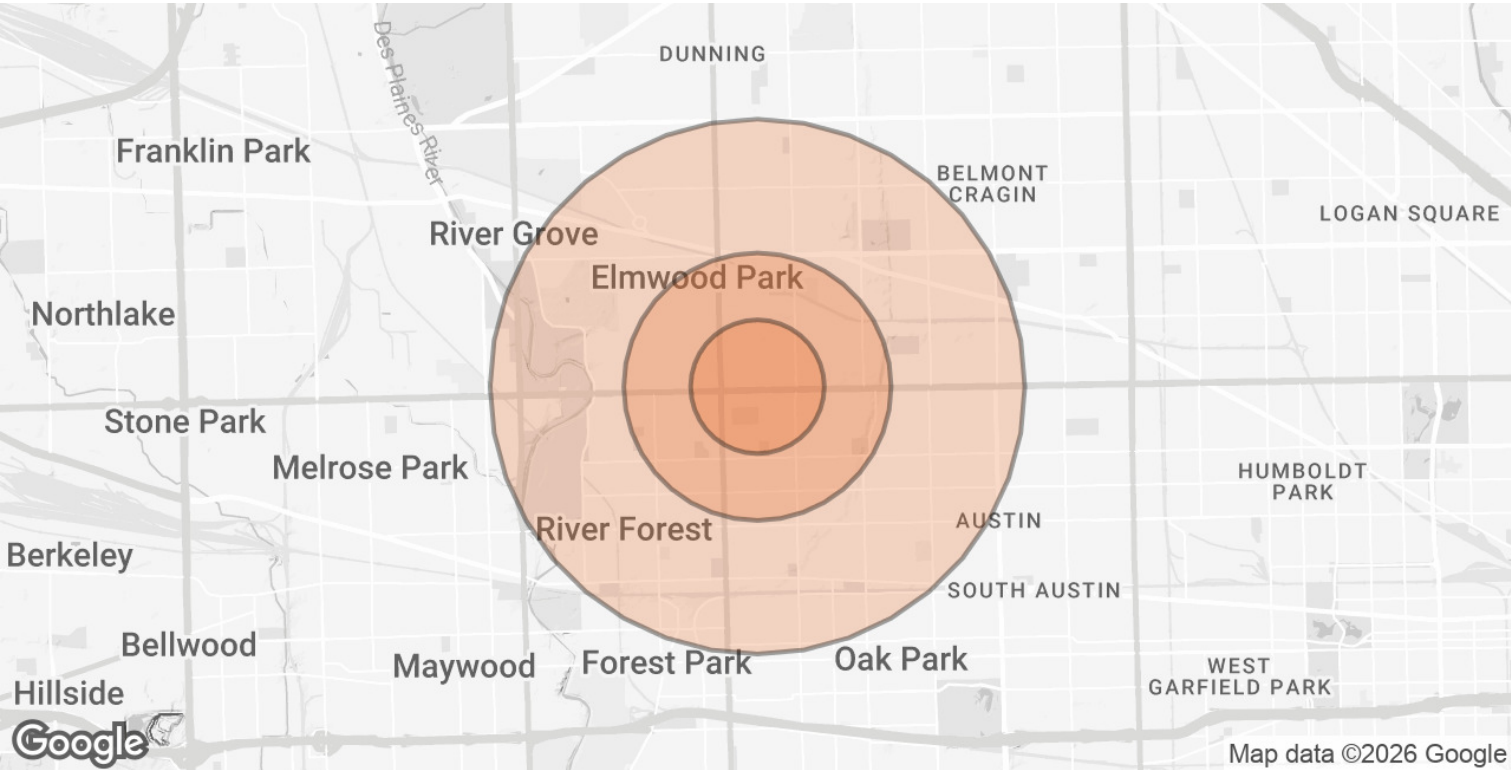 DUNNING
Des Plaines River
Franklin Park
BELMONT
CRAGIN
LOGAN SQUARE
River Grove
Elmwood Park
Northlake
Stone Park
Melrose Park
HUMBOLDT
PARK
River Forest
AUSTIN
Berkeley
SOUTH AUSTIN
Bellwood
Maywood
Forest Park
Oak Park
WEST
GARFIELD PARK
Hillside
Google
Map data ©2026 Google